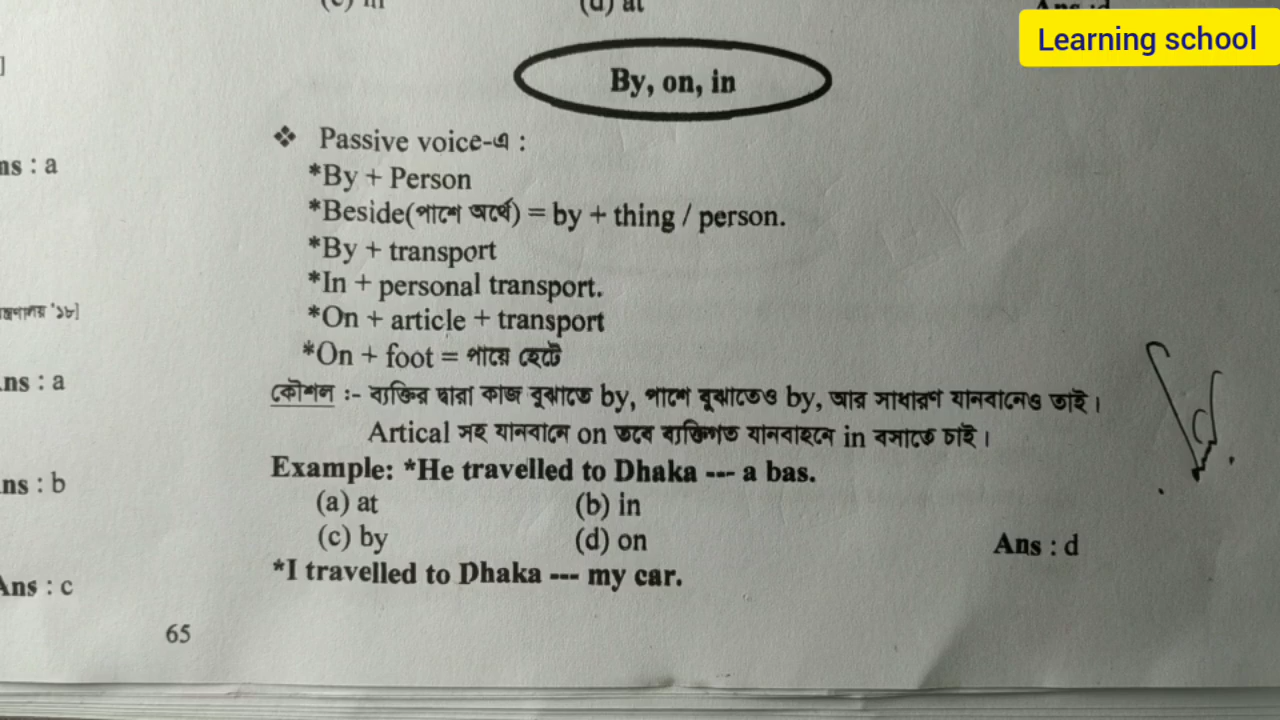 (d) at
Learning school
By, on, in
❖ Passive voice-এ :
*By + Person
ns : a
*Beside(পাশে অর্থে) = by + thing / person.
*By + transport
*In + personal transport.
*On + article + transport
'১৮]
*On + foot = পায়ে হেটে
ns : a
কৌশল :- ব্যক্তির দ্বারা কাজ বুঝাতে by, পাশে বুঝাতেও by, আর সাধারণ যানবানেও তাই।
Artical সহ যানবানে on তবে ব্যক্তিগত যানবাহনে in বসাতে চাই।
Example: *He travelled to Dhaka --- a bas.
ns : b
(a) at (b) in
(c) by (d) on Ans : d
*I travelled to Dhaka --- my car.
Ans : c
65